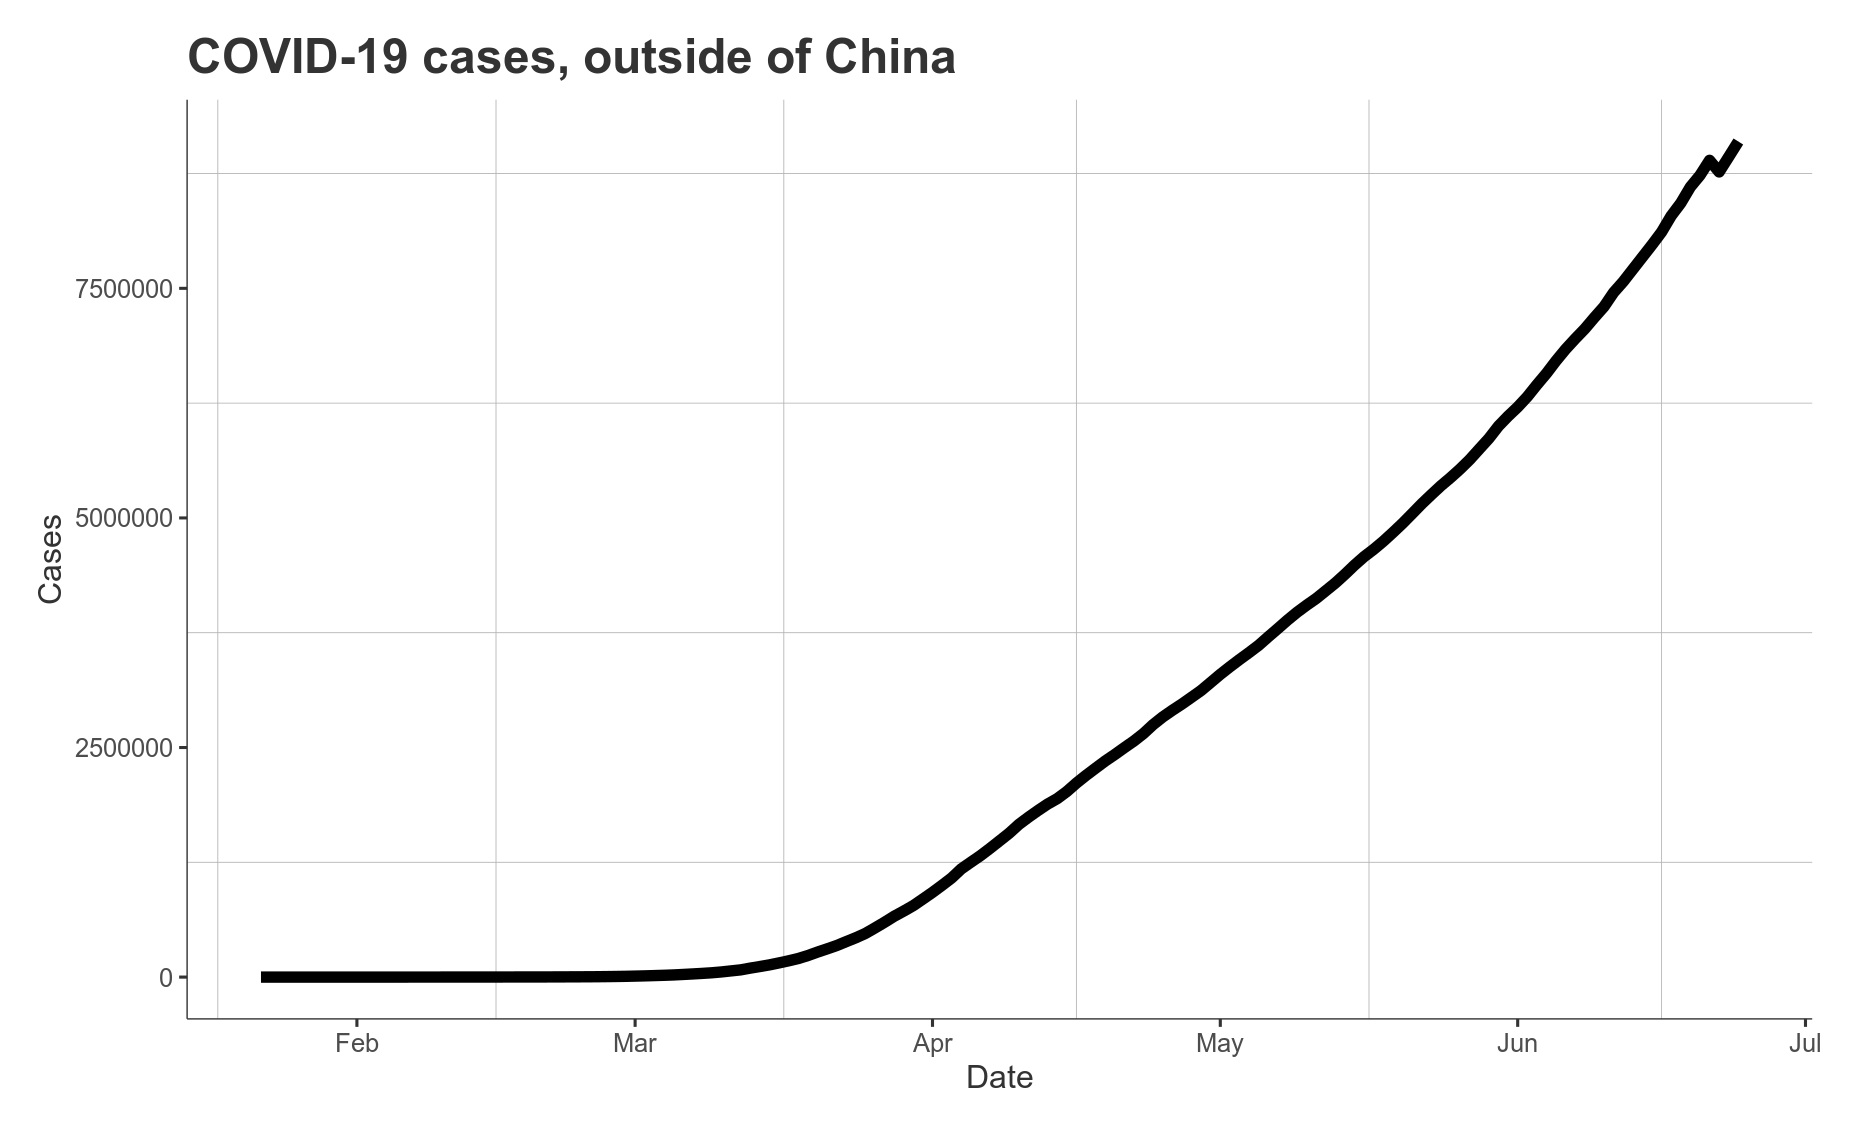 COVID-19 cases, outside of China
7500000
5000000
2500000
0
Cases
Feb Mar Apr May Jun Jul
Date